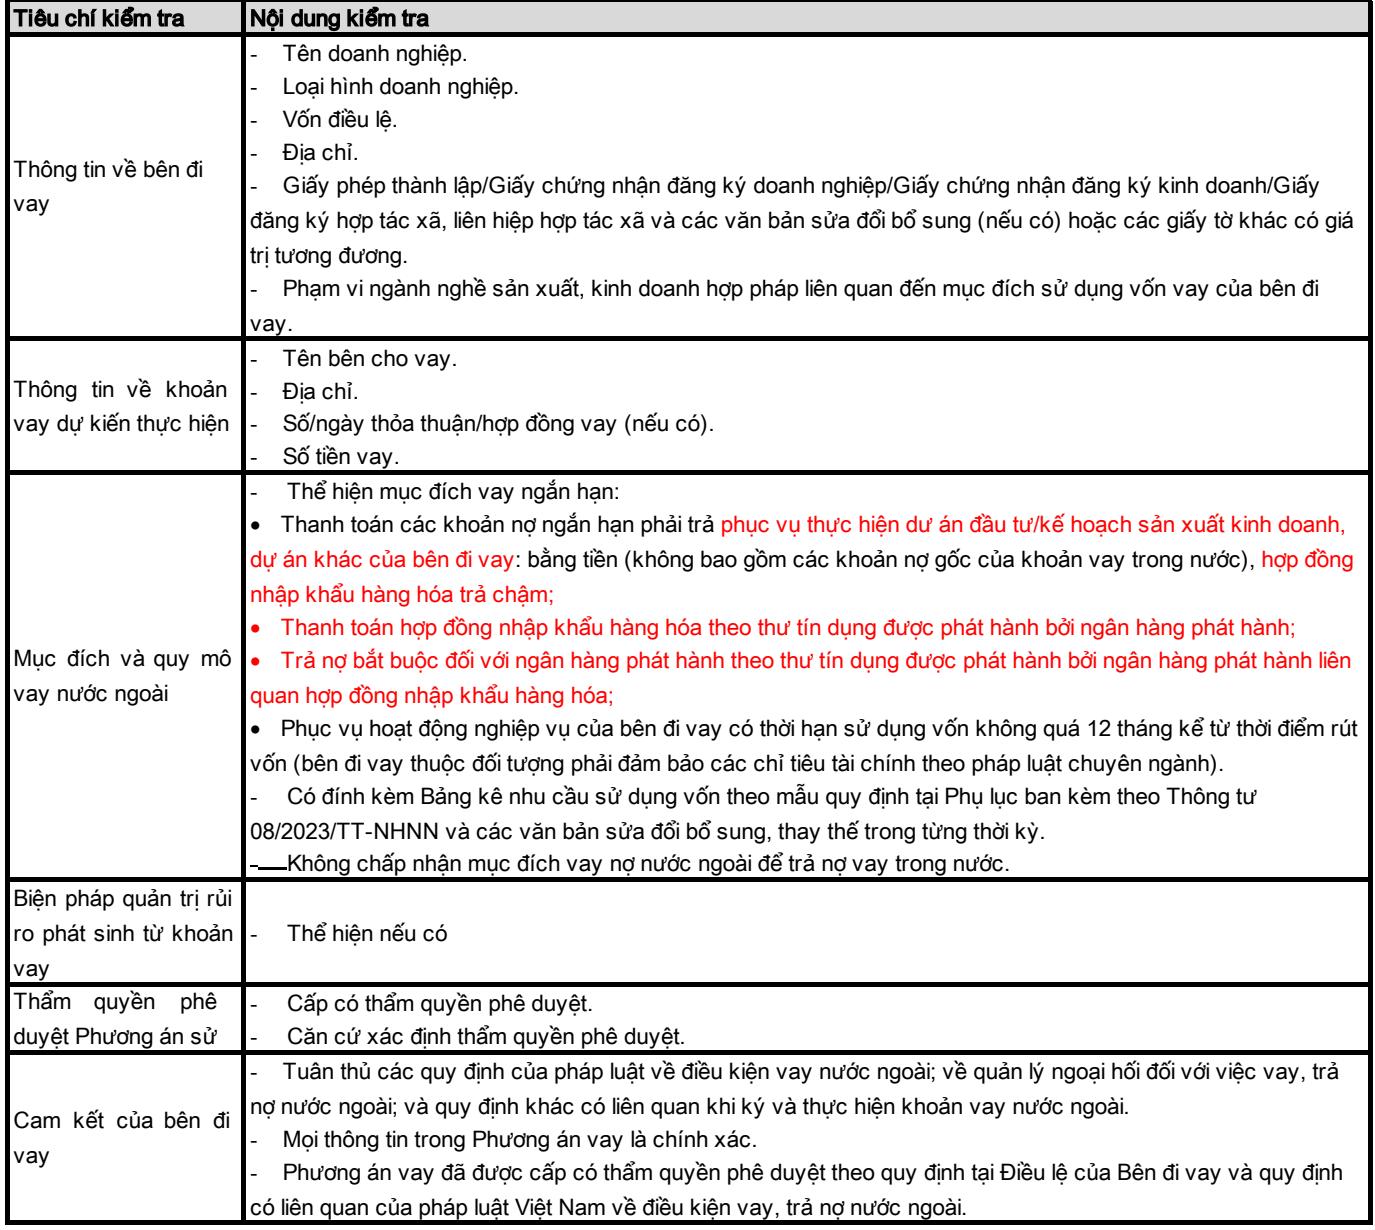 Tiêu chí kiểm tra
Nội dung kiểm tra
Thông tin về bên đi
vay
- Tên doanh nghiệp.
- Loại hình doanh nghiệp.
- Vốn điều lệ.
- Địa chỉ.
- Giấy phép thành lập/Giấy chứng nhận đăng ký doanh nghiệp/Giấy chứng nhận đăng ký kinh doanh/Giấy
đăng ký hợp tác xã, liên hiệp hợp tác xã và các văn bản sửa đổi bổ sung (nếu có) hoặc các giấy tờ khác có giá
trị tương đương.
- Phạm vi ngành nghề sản xuất, kinh doanh hợp pháp liên quan đến mục đích sử dụng vốn vay của bên đi
vay.
Thông tin về khoản
vay dự kiến thực hiện
- Tên bên cho vay.
- Địa chỉ.
- Số/ngày thỏa thuận/hợp đồng vay (nếu có).
- Số tiền vay.
Mục đích và quy mô
vay nước ngoài
- Thể hiện mục đích vay ngắn hạn:
• Thanh toán các khoản nợ ngắn hạn phải trả phục vụ thực hiện dư án đầu tư/kế hoạch sản xuất kinh doanh,
dự án khác của bên đi vay: bằng tiền (không bao gồm các khoản nợ gốc của khoản vay trong nước), hợp đồng
nhập khẩu hàng hóa trả chậm;
• Thanh toán hợp đồng nhập khẩu hàng hóa theo thư tín dụng được phát hành bởi ngân hàng phát hành;
• Trả nợ bắt buộc đối với ngân hàng phát hành theo thư tín dụng được phát hành bởi ngân hàng phát hành liên
quan hợp đồng nhập khẩu hàng hóa;
• Phục vụ hoạt động nghiệp vụ của bên đi vay có thời hạn sử dụng vốn không quá 12 tháng kể từ thời điểm rút
vốn (bên đi vay thuộc đối tượng phải đảm bảo các chỉ tiêu tài chính theo pháp luật chuyên ngành).
- Có đính kèm Bảng kê nhu cầu sử dụng vốn theo mẫu quy định tại Phụ lục ban kèm theo Thông tư
08/2023/TT-NHNN và các văn bản sửa đổi bổ sung, thay thế trong từng thời kỳ.
- Không chấp nhận mục đích vay nợ nước ngoài để trả nợ vay trong nước.
Biện pháp quản trị rủi
ro phát sinh từ khoản
vay
- Thể hiện nếu có
Thẩm quyền phê
duyệt Phương án sử
- Cấp có thẩm quyền phê duyệt.
- Căn cứ xác định thẩm quyền phê duyệt.
Cam kết của bên đi
vay
- Tuân thủ các quy định của pháp luật về điều kiện vay nước ngoài; về quản lý ngoại hối đối với việc vay, trả
nợ nước ngoài; và quy định khác có liên quan khi ký và thực hiện khoản vay nước ngoài.
- Mọi thông tin trong Phương án vay là chính xác.
- Phương án vay đã được cấp có thẩm quyền phê duyệt theo quy định tại Điều lệ của Bên đi vay và quy định
có liên quan của pháp luật Việt Nam về điều kiện vay, trả nợ nước ngoài.